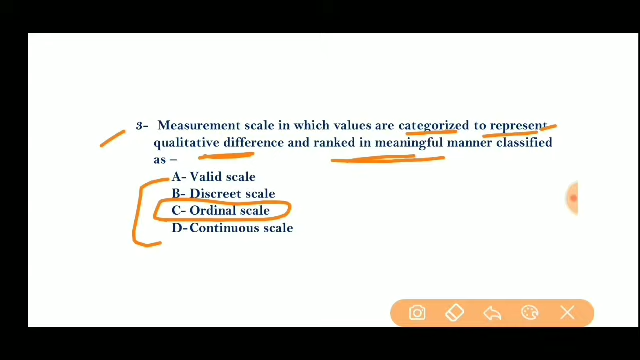 3- Measurement scale in which values are categorized to represent
qualitative difference and ranked in meaningful manner classified
as –
A- Valid scale
B- Discreet scale
C- Ordinal scale
D- Continuous scale